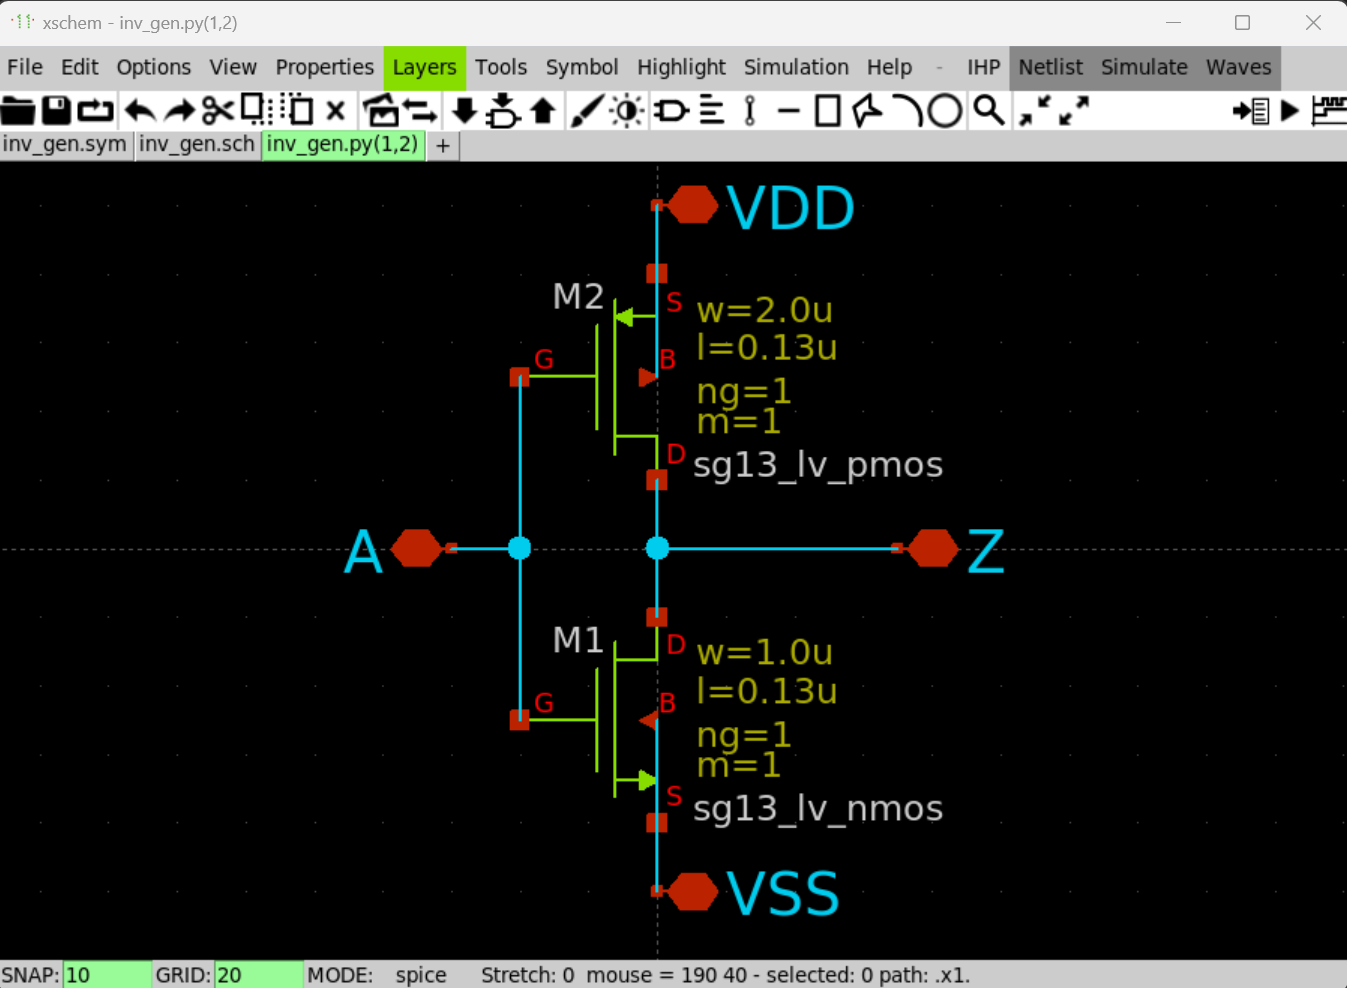 xschem - inv_gen.py(1,2)
File Edit Options View Properties Layers Tools Symbol Highlight Simulation Help - IHP Netlist Simulate Waves
inv_gen.sym inv_gen.sch inv_gen.py(1,2) +
VDD
M2
S
w=2.0u
l=0.13u
G
B
ng=1
m=1
D
sg13_lv_pmos
A
Z
M1
D
w=1.0u
l=0.13u
G
B
ng=1
m=1
S
sg13_lv_nmos
VSS
SNAP: 10 GRID: 20 MODE: spice Stretch: 0 mouse = 190 40 - selected: 0 path: .x1.